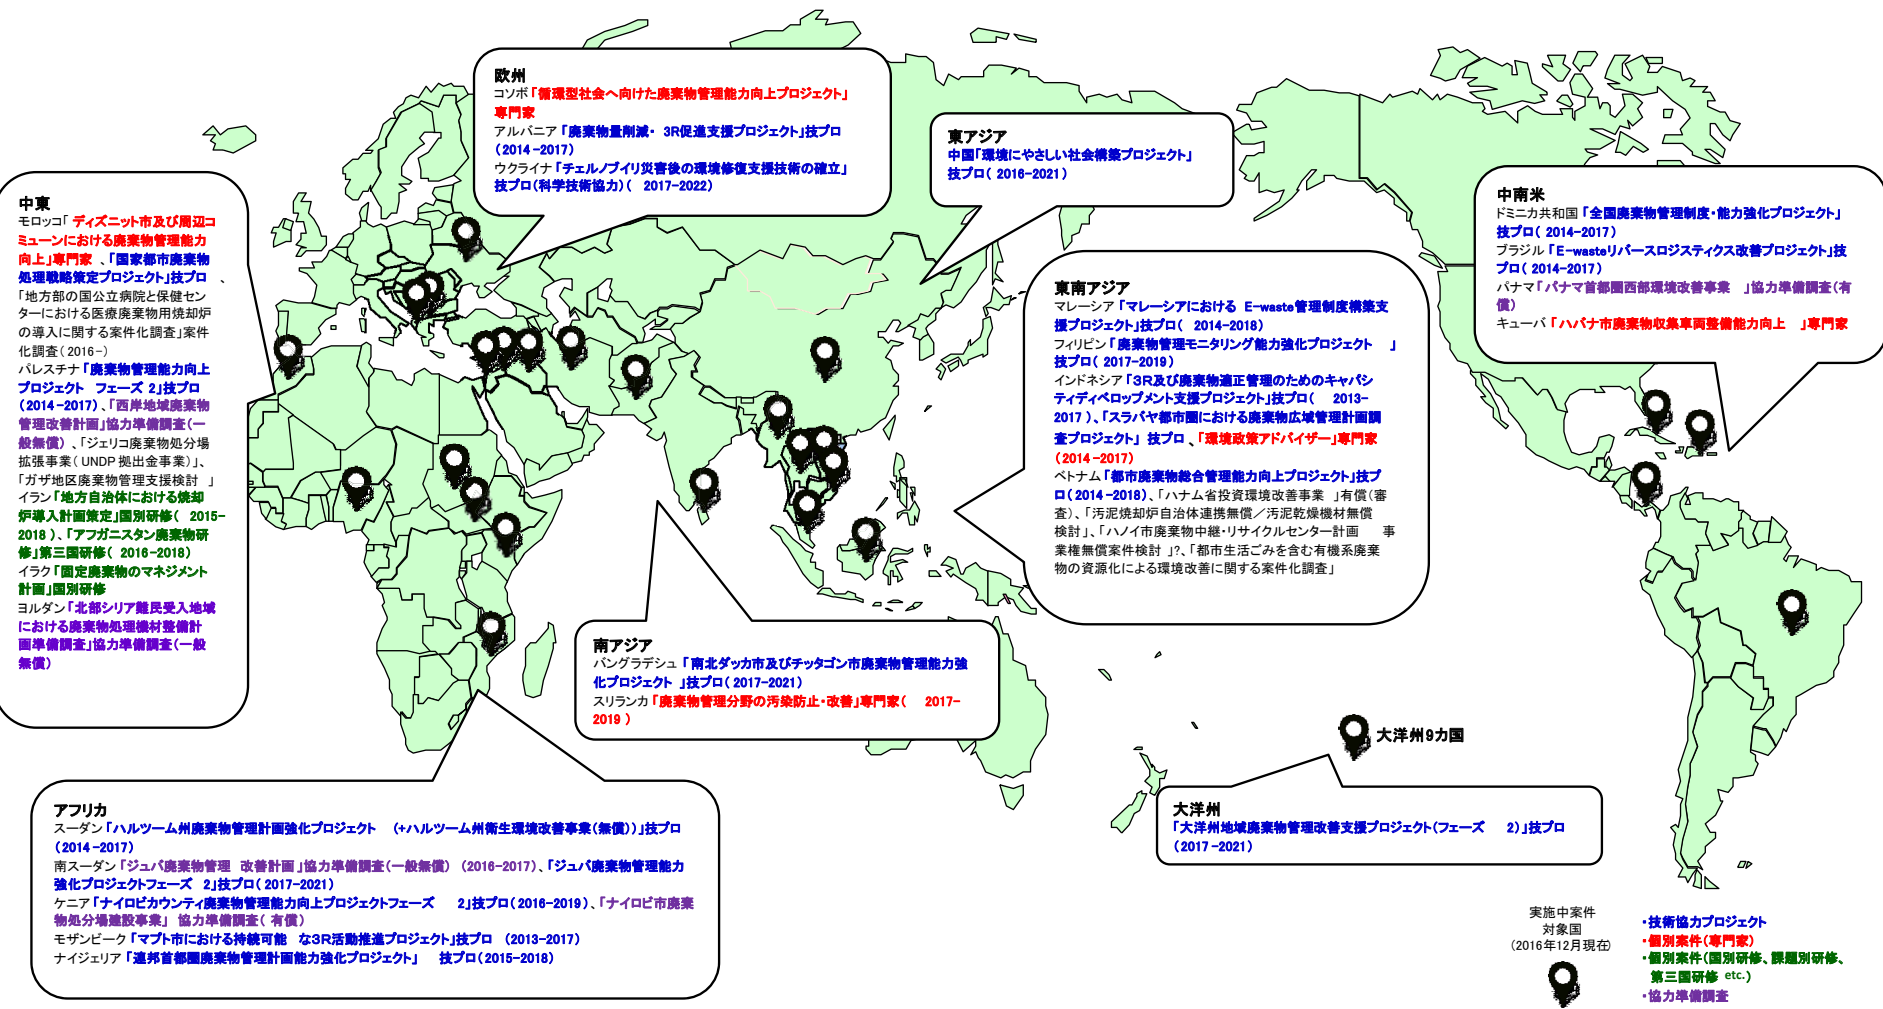 欧州
コソボ「循環型社会へ向けた廃棄物管理能力向上プロジェクト」
専門家
アルバニア「廃棄物量削減・ 3R促進支援プロジェクト」技プロ
(2014-2017)
ウクライナ「チェルノブイリ災害後の環境修復支援技術の確立」
技プロ(科学技術協力)( 2017-2022)
東アジア
中国「環境にやさしい社会構築プロジェクト」
技プロ( 2016-2021)
中東
モロッコ「 ティズニット市及び周辺コ
ミューンにおける廃棄物管理能力
向上」専門家 、「国家都市廃棄物
処理戦略策定プロジェクト」技プロ 、
「地方部の国公立病院と保健セン
ターにおける医療廃棄物用焼却炉
の導入に関する案件化調査」案件
化調査(2016-)
パレスチナ「廃棄物管理能力向上
プロジェクト フェーズ 2」技プロ
(2014-2017)、「西岸地域廃棄物
管理改善計画」協力準備調査(一
般無償) 、「ジェリコ廃棄物処分場
拡張事業( UNDP 拠出金事業)」、
「ガザ地区廃棄物管理支援検討 」
イラン「地方自治体における焼却
炉導入計画策定」国別研修( 2015-
2018 )、「アフガニスタン廃棄物研
修」第三国研修( 2016-2018)
イラク「固定廃棄物のマネジメント
計画」国別研修
ヨルダン「北部シリア難民受入地域
における廃棄物処理機材整備計
画準備調査」協力準備調査(一般
無償)
中南米
ドミニカ共和国「全国廃棄物管理制度・能力強化プロジェクト」
技プロ( 2014-2017)
ブラジル「E-wasteリバースロジスティクス改善プロジェクト」技
プロ( 2014-2017)
パナマ「パナマ首都圏西部環境改善事業 」協力準備調査(有
償)
キューバ「ハバナ市廃棄物収集車両整備能力向上 」専門家
東南アジア
マレーシア「マレーシアにおける E-waste管理制度構築支
援プロジェクト」技プロ( 2014-2018)
フィリピン「廃棄物管理モニタリング能力強化プロジェクト 」
技プロ( 2017-2019)
インドネシア「3R及び廃棄物適正管理のためのキャパシ
ティディベロップメント支援プロジェクト」技プロ( 2013-
2017 )、「スラバヤ都市圏における廃棄物広域管理計画調
査プロジェクト」 技プロ 、「環境政策アドバイザー」専門家
(2014-2017)
ベトナム「都市廃棄物総合管理能力向上プロジェクト」技プ
ロ(2014-2018)、「ハナム省投資環境改善事業 」有償(審
査)、「汚泥焼却炉自治体連携無償/汚泥乾燥機材無償
検討」、「ハノイ市廃棄物中継・リサイクルセンター計画 事
業権無償案件検討 」?、「都市生活ごみを含む有機系廃棄
物の資源化による環境改善に関する案件化調査」
南アジア
バングラデシュ「南北ダッカ市及びチッタゴン市廃棄物管理能力強
化プロジェクト 」技プロ( 2017-2021)
スリランカ「廃棄物管理分野の汚染防止・改善」専門家( 2017-
2019 )
大洋州9カ国
大洋州
「大洋州地域廃棄物管理改善支援プロジェクト(フェーズ 2)」技プロ
(2017-2021)
アフリカ
スーダン「ハルツーム州廃棄物管理計画強化プロジェクト (+ハルツーム州衛生環境改善事業(無償))」技プロ
(2014-2017)
南スーダン「ジュバ廃棄物管理 改善計画」協力準備調査(一般無償) (2016-2017)、「ジュバ廃棄物管理能力
強化プロジェクトフェーズ 2」技プロ( 2017-2021)
ケニア「ナイロビカウンティ廃棄物管理能力向上プロジェクトフェーズ 2」技プロ(2016-2019)、「ナイロビ市廃棄
物処分場建設事業」 協力準備調査( 有償)
モザンビーク「マプト市における持続可能 な3R活動推進プロジェクト」技プロ (2013-2017)
ナイジェリア「連邦首都圏廃棄物管理計画能力強化プロジェクト」 技プロ(2015-2018)
実施中案件
対象国
(2016年12月現在)
・技術協力プロジェクト
・個別案件(専門家)
・個別案件(国別研修、課題別研修、
第三国研修 etc.)
・協力準備調査